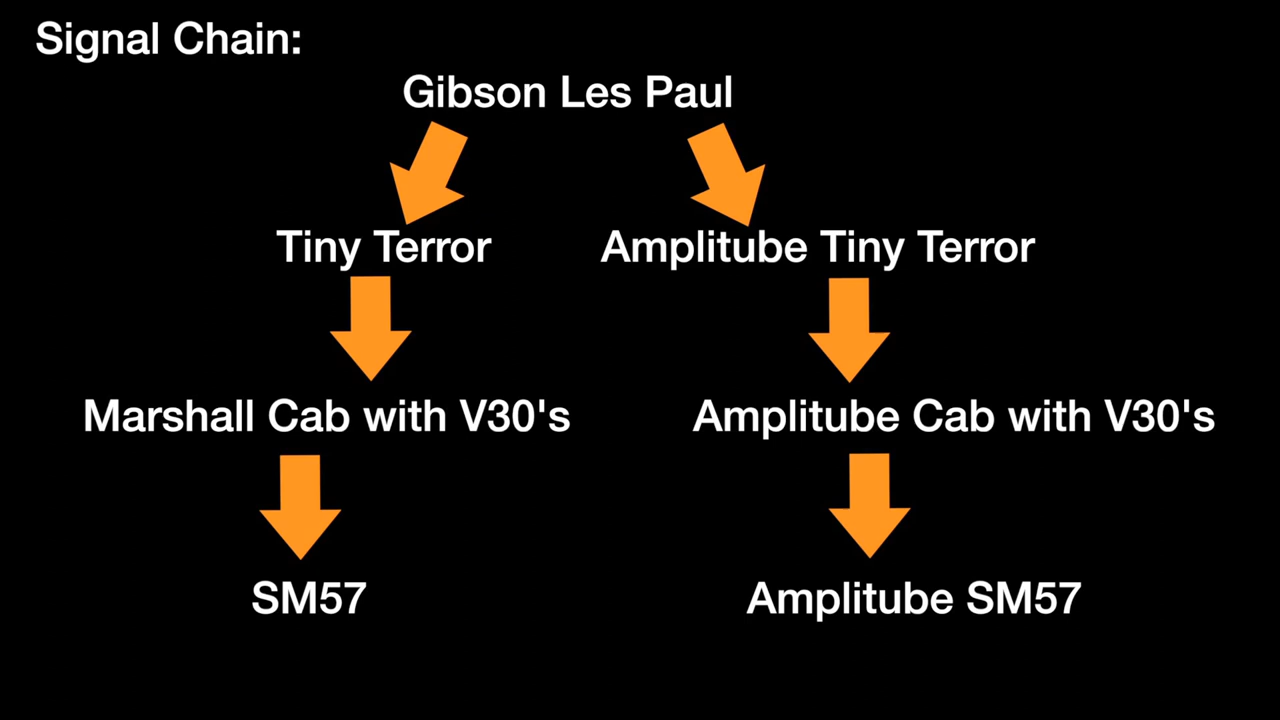 Signal Chain:
Gibson Les Paul
Tiny Terror
Amplitube Tiny Terror
Marshall Cab with V30's
Amplitube Cab with V30's
SM57
Amplitube SM57